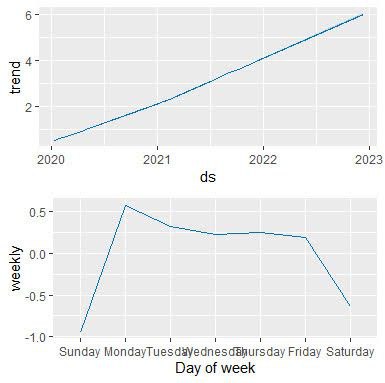 6
4
2
trend
2020 2021 2022 2023
ds
0.5
0.0
-0.5
-1.0
weekly
Sunday Monday Tuesday Wednesday Thursday Friday Saturday
Day of week